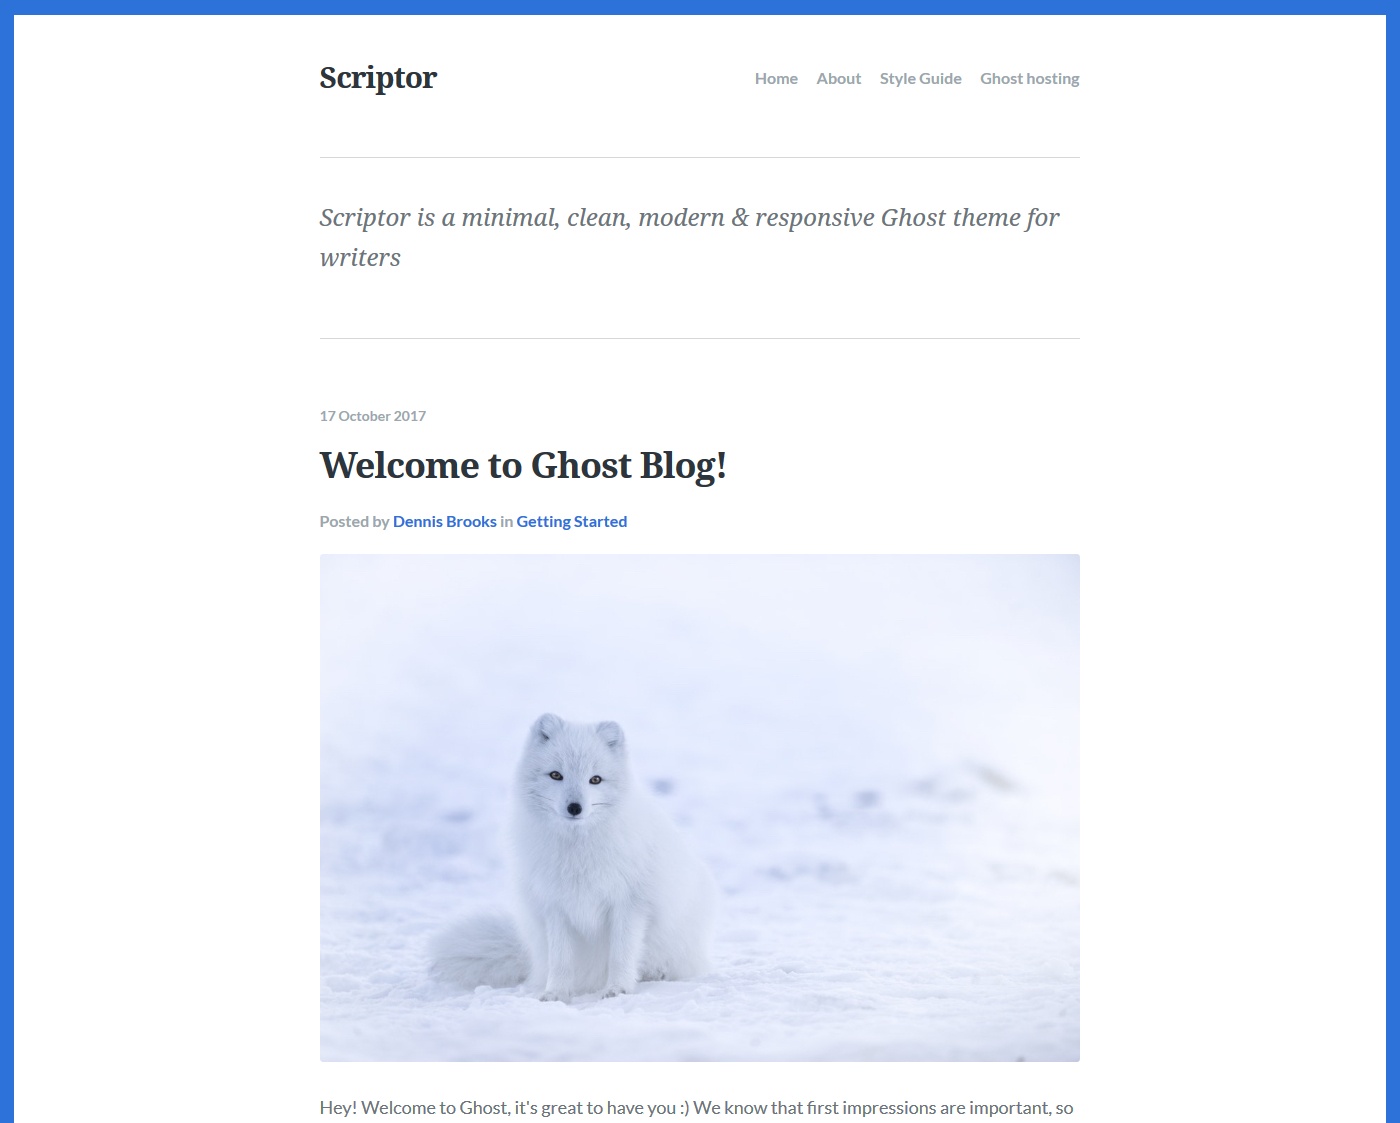 Scriptor
Home About Style Guide Ghost hosting
Scriptor is a minimal, clean, modern & responsive Ghost theme for
writers
17 October 2017
Welcome to Ghost Blog!
Posted by Dennis Brooks in Getting Started
Hey! Welcome to Ghost, it's great to have you :) We know that first impressions are important, so